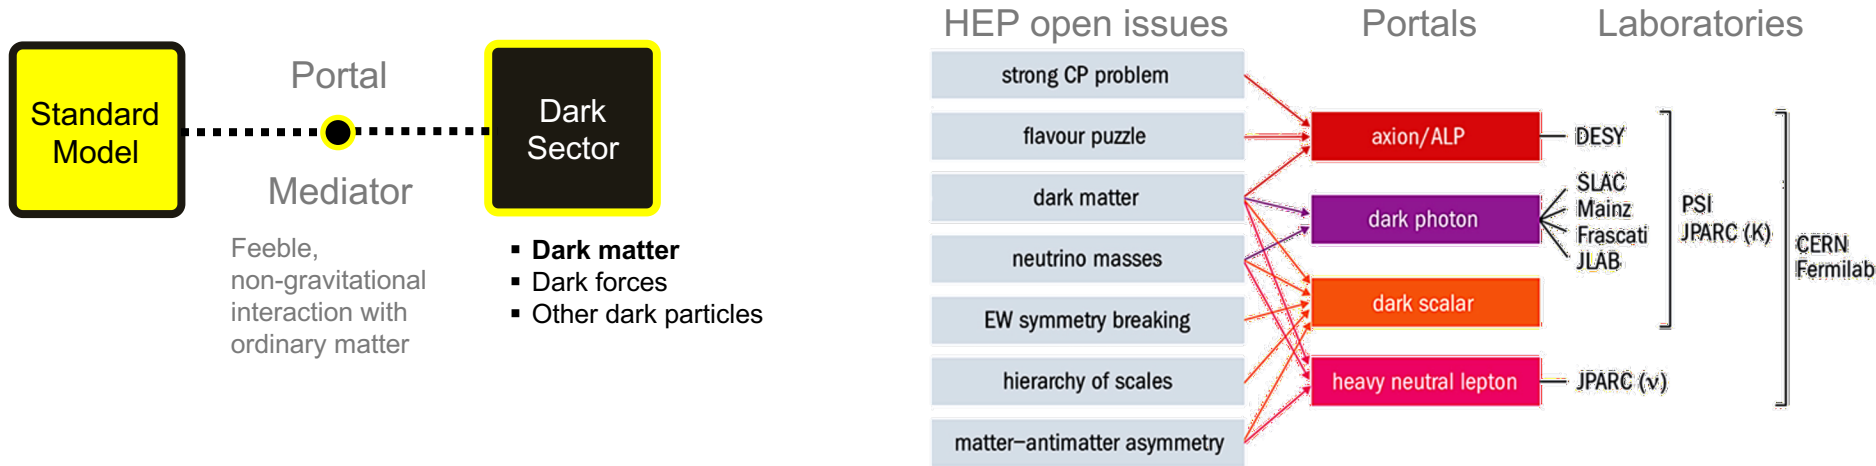 Standard
Model
Portal
Mediator
Feeble,
non-gravitational
interaction with
ordinary matter
Dark
Sector
▪ Dark matter
▪ Dark forces
▪ Other dark particles
HEP open issues
Portals
Laboratories
strong CP problem
flavour puzzle
dark matter
neutrino masses
EW symmetry breaking
hierarchy of scales
matter–antimatter asymmetry
axion/ALP
dark photon
dark scalar
heavy neutral lepton
DESY
SLAC
Mainz
Frascati
JLAB
JPARC (ν)
PSI
JPARC (K)
CERN
Fermilab